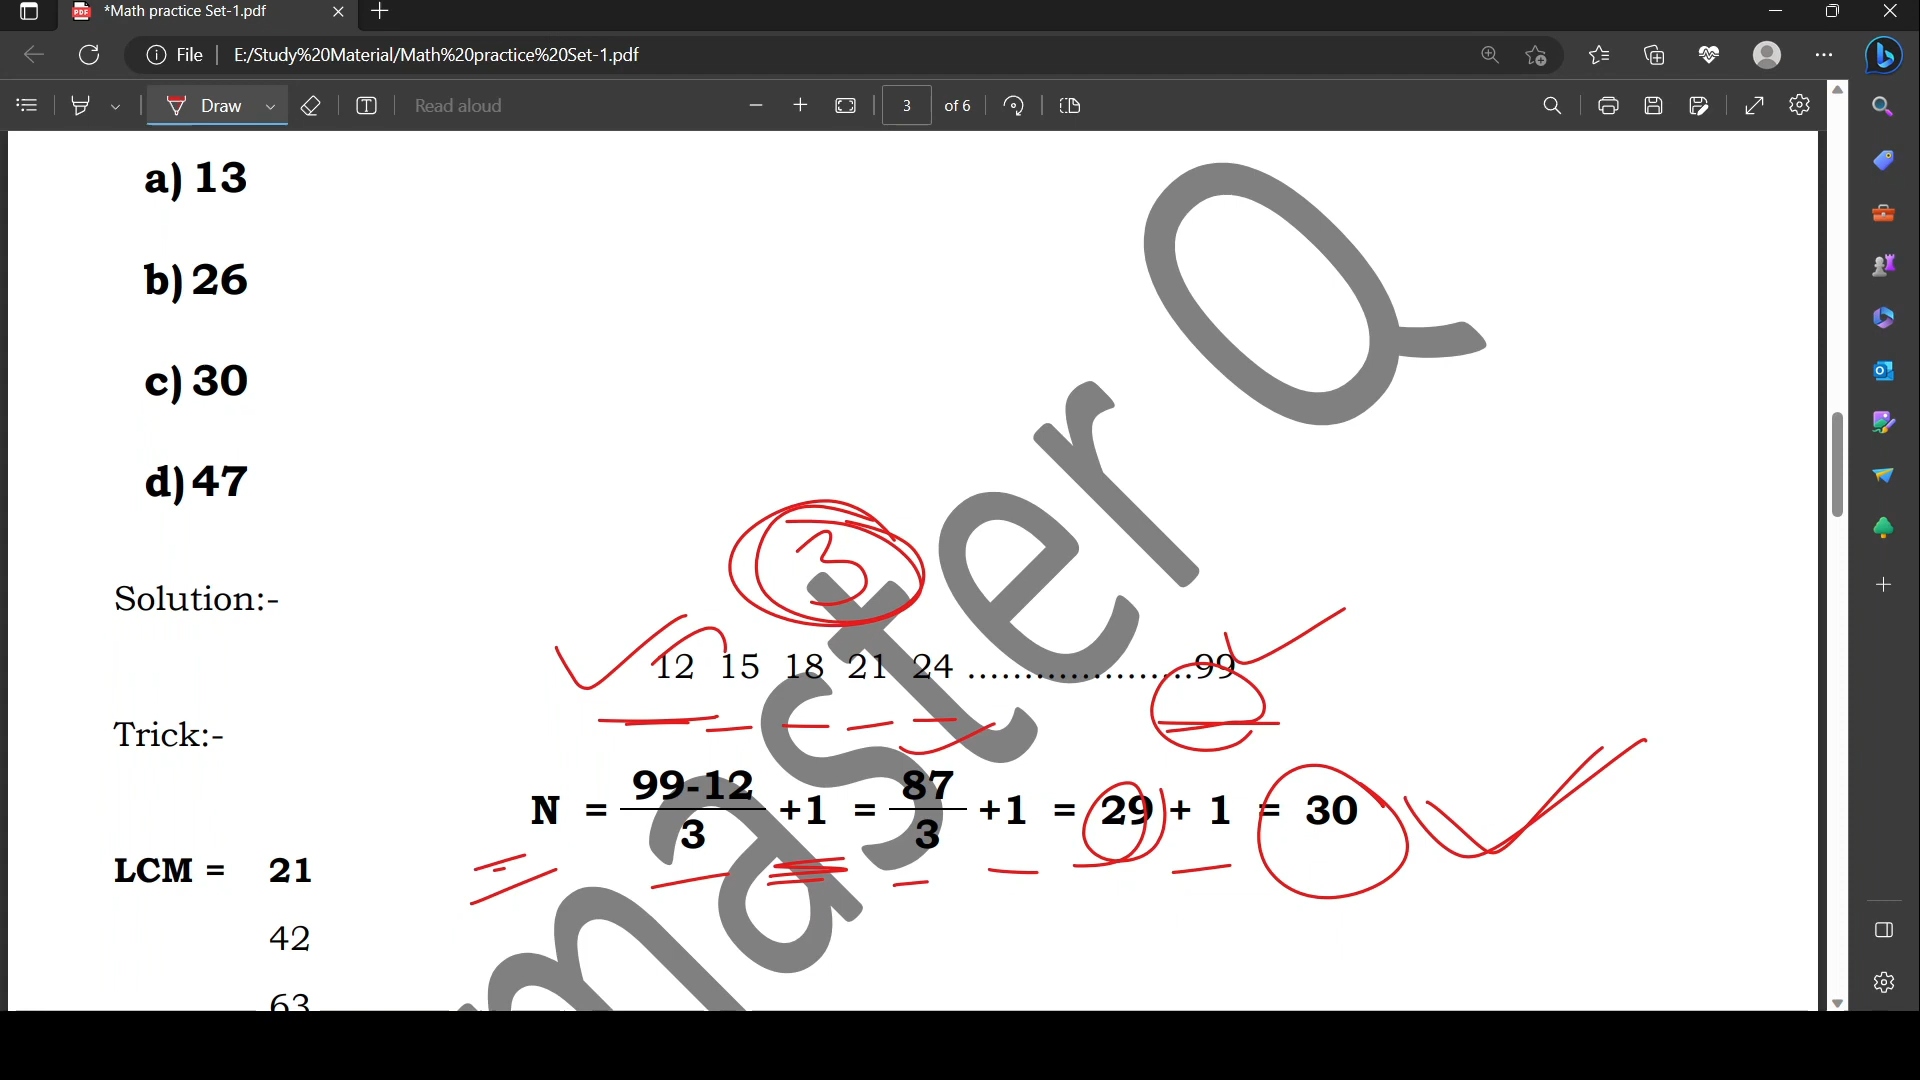 *Math practice Set-1.pdf
File
E:/Study%20Material/Math%20practice%20Set-1.pdf
Draw
Read aloud
3 of 6
a) 13
b) 26
c) 30
d) 47
3
Solution:-
12 15 18 21 24 .....................99
Trick:-
N = 99-12/3 +1 = 87/3 +1 = 29 + 1 = 30
LCM = 21
42
63
master Q